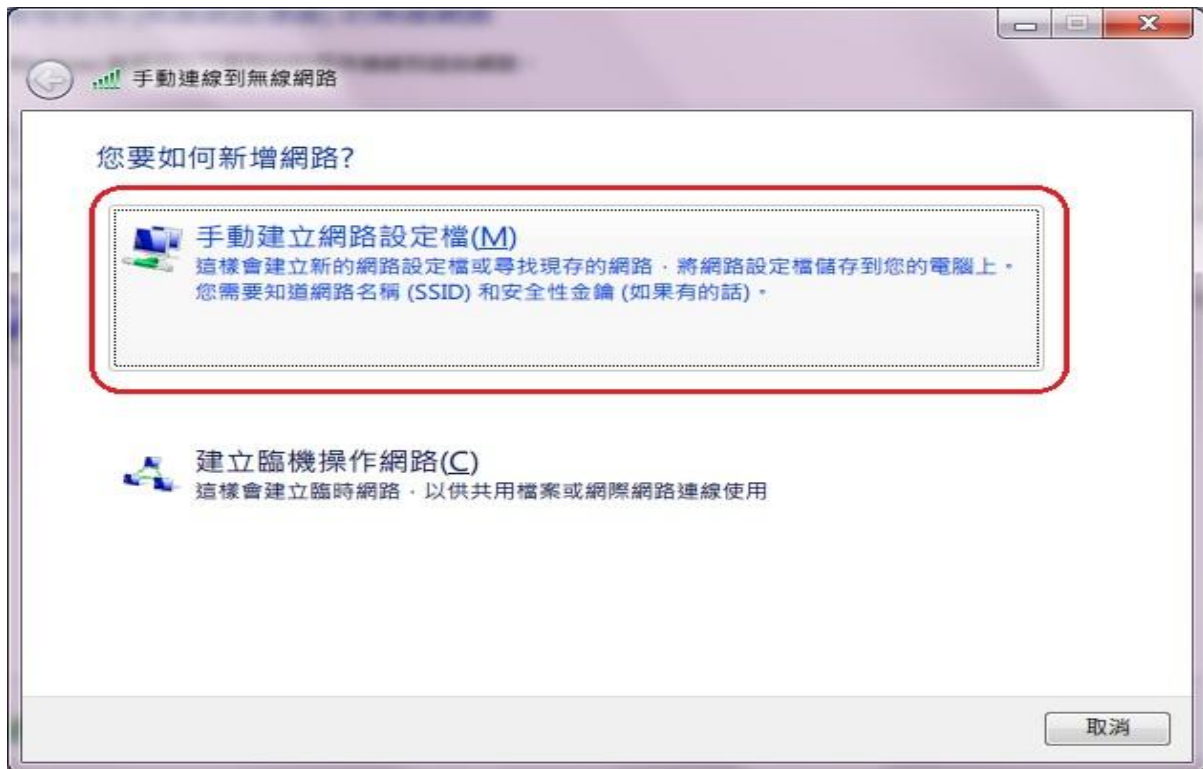 手動連線到無線網路
您要如何新增網路?
手動建立網路設定檔(M)
這樣會建立新的網路設定檔或尋找現存的網路，將網路設定檔儲存到您的電腦上。
您需要知道網路名稱 (SSID) 和安全性金鑰 (如果有的話)。
建立臨機操作網路(C)
這樣會建立臨時網路，以供共用檔案或網際網路連線使用
取消